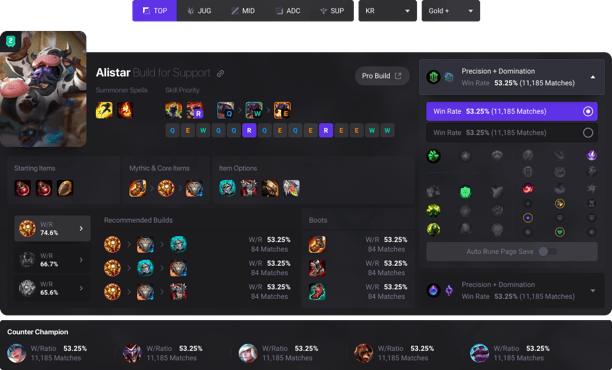 TOP JUG MID ADC SUP KR Gold +
Alistar Build for Support
Pro Build
Summoner Spells Skill Priority
R Q W E
Q E W Q Q R Q E Q E R E E W W
Starting Items Mythic & Core Items Item Options
W/R
74.6%
W/R
66.7%
W/R
65.6%
Recommended Builds
W/R 53.25%
84 Matches
W/R 53.25%
84 Matches
W/R 53.25%
84 Matches
Boots
W/R 53.25%
84 Matches
W/R 53.25%
84 Matches
W/R 53.25%
84 Matches
Precision + Domination
Win Rate 53.25% (11,185 Matches)
Win Rate 53.25% (11,185 Matches)
Win Rate 53.25% (11,185 Matches)
Auto Rune Page Save
Precision + Domination
Win Rate 53.25% (11,185 Matches)
Counter Champion
W/Ratio 53.25%
11,185 Matches
W/Ratio 53.25%
11,185 Matches
W/Ratio 53.25%
11,185 Matches
W/Ratio 53.25%
11,185 Matches
W/Ratio 53.25%
11,185 Matches